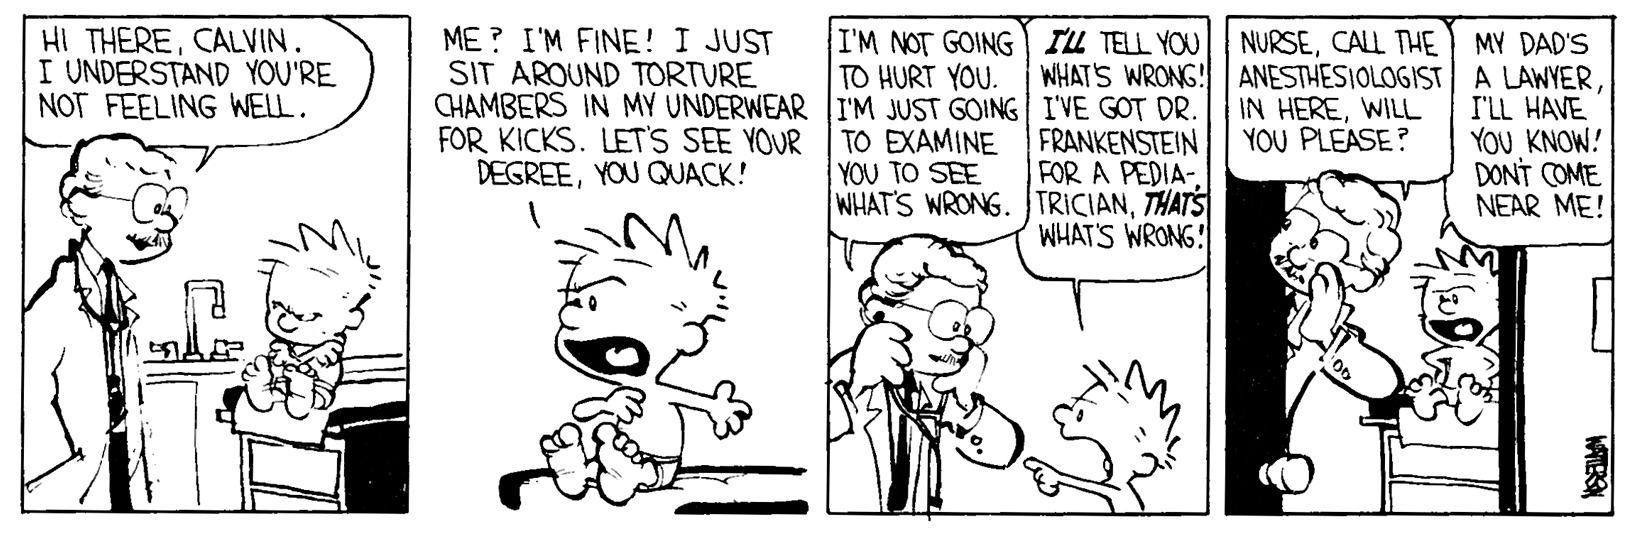 HI THERE, CALVIN.
I UNDERSTAND YOU'RE
NOT FEELING WELL.
ME? I'M FINE! I JUST
SIT AROUND TORTURE
CHAMBERS IN MY UNDERWEAR
FOR KICKS. LET'S SEE YOUR
DEGREE, YOU QUACK!
I'M NOT GOING
TO HURT YOU.
I'M JUST GOING
TO EXAMINE
YOU TO SEE
WHAT'S WRONG.
I'LL TELL YOU
WHAT'S WRONG!
I'VE GOT DR.
FRANKENSTEIN
FOR A PEDIA-
TRICIAN, THAT'S
WHAT'S WRONG!
NURSE, CALL THE
ANESTHESIOLOGIST
IN HERE, WILL
YOU PLEASE?
MY DAD'S
A LAWYER,
I'LL HAVE
YOU KNOW!
DON'T COME
NEAR ME!
WATTERSON